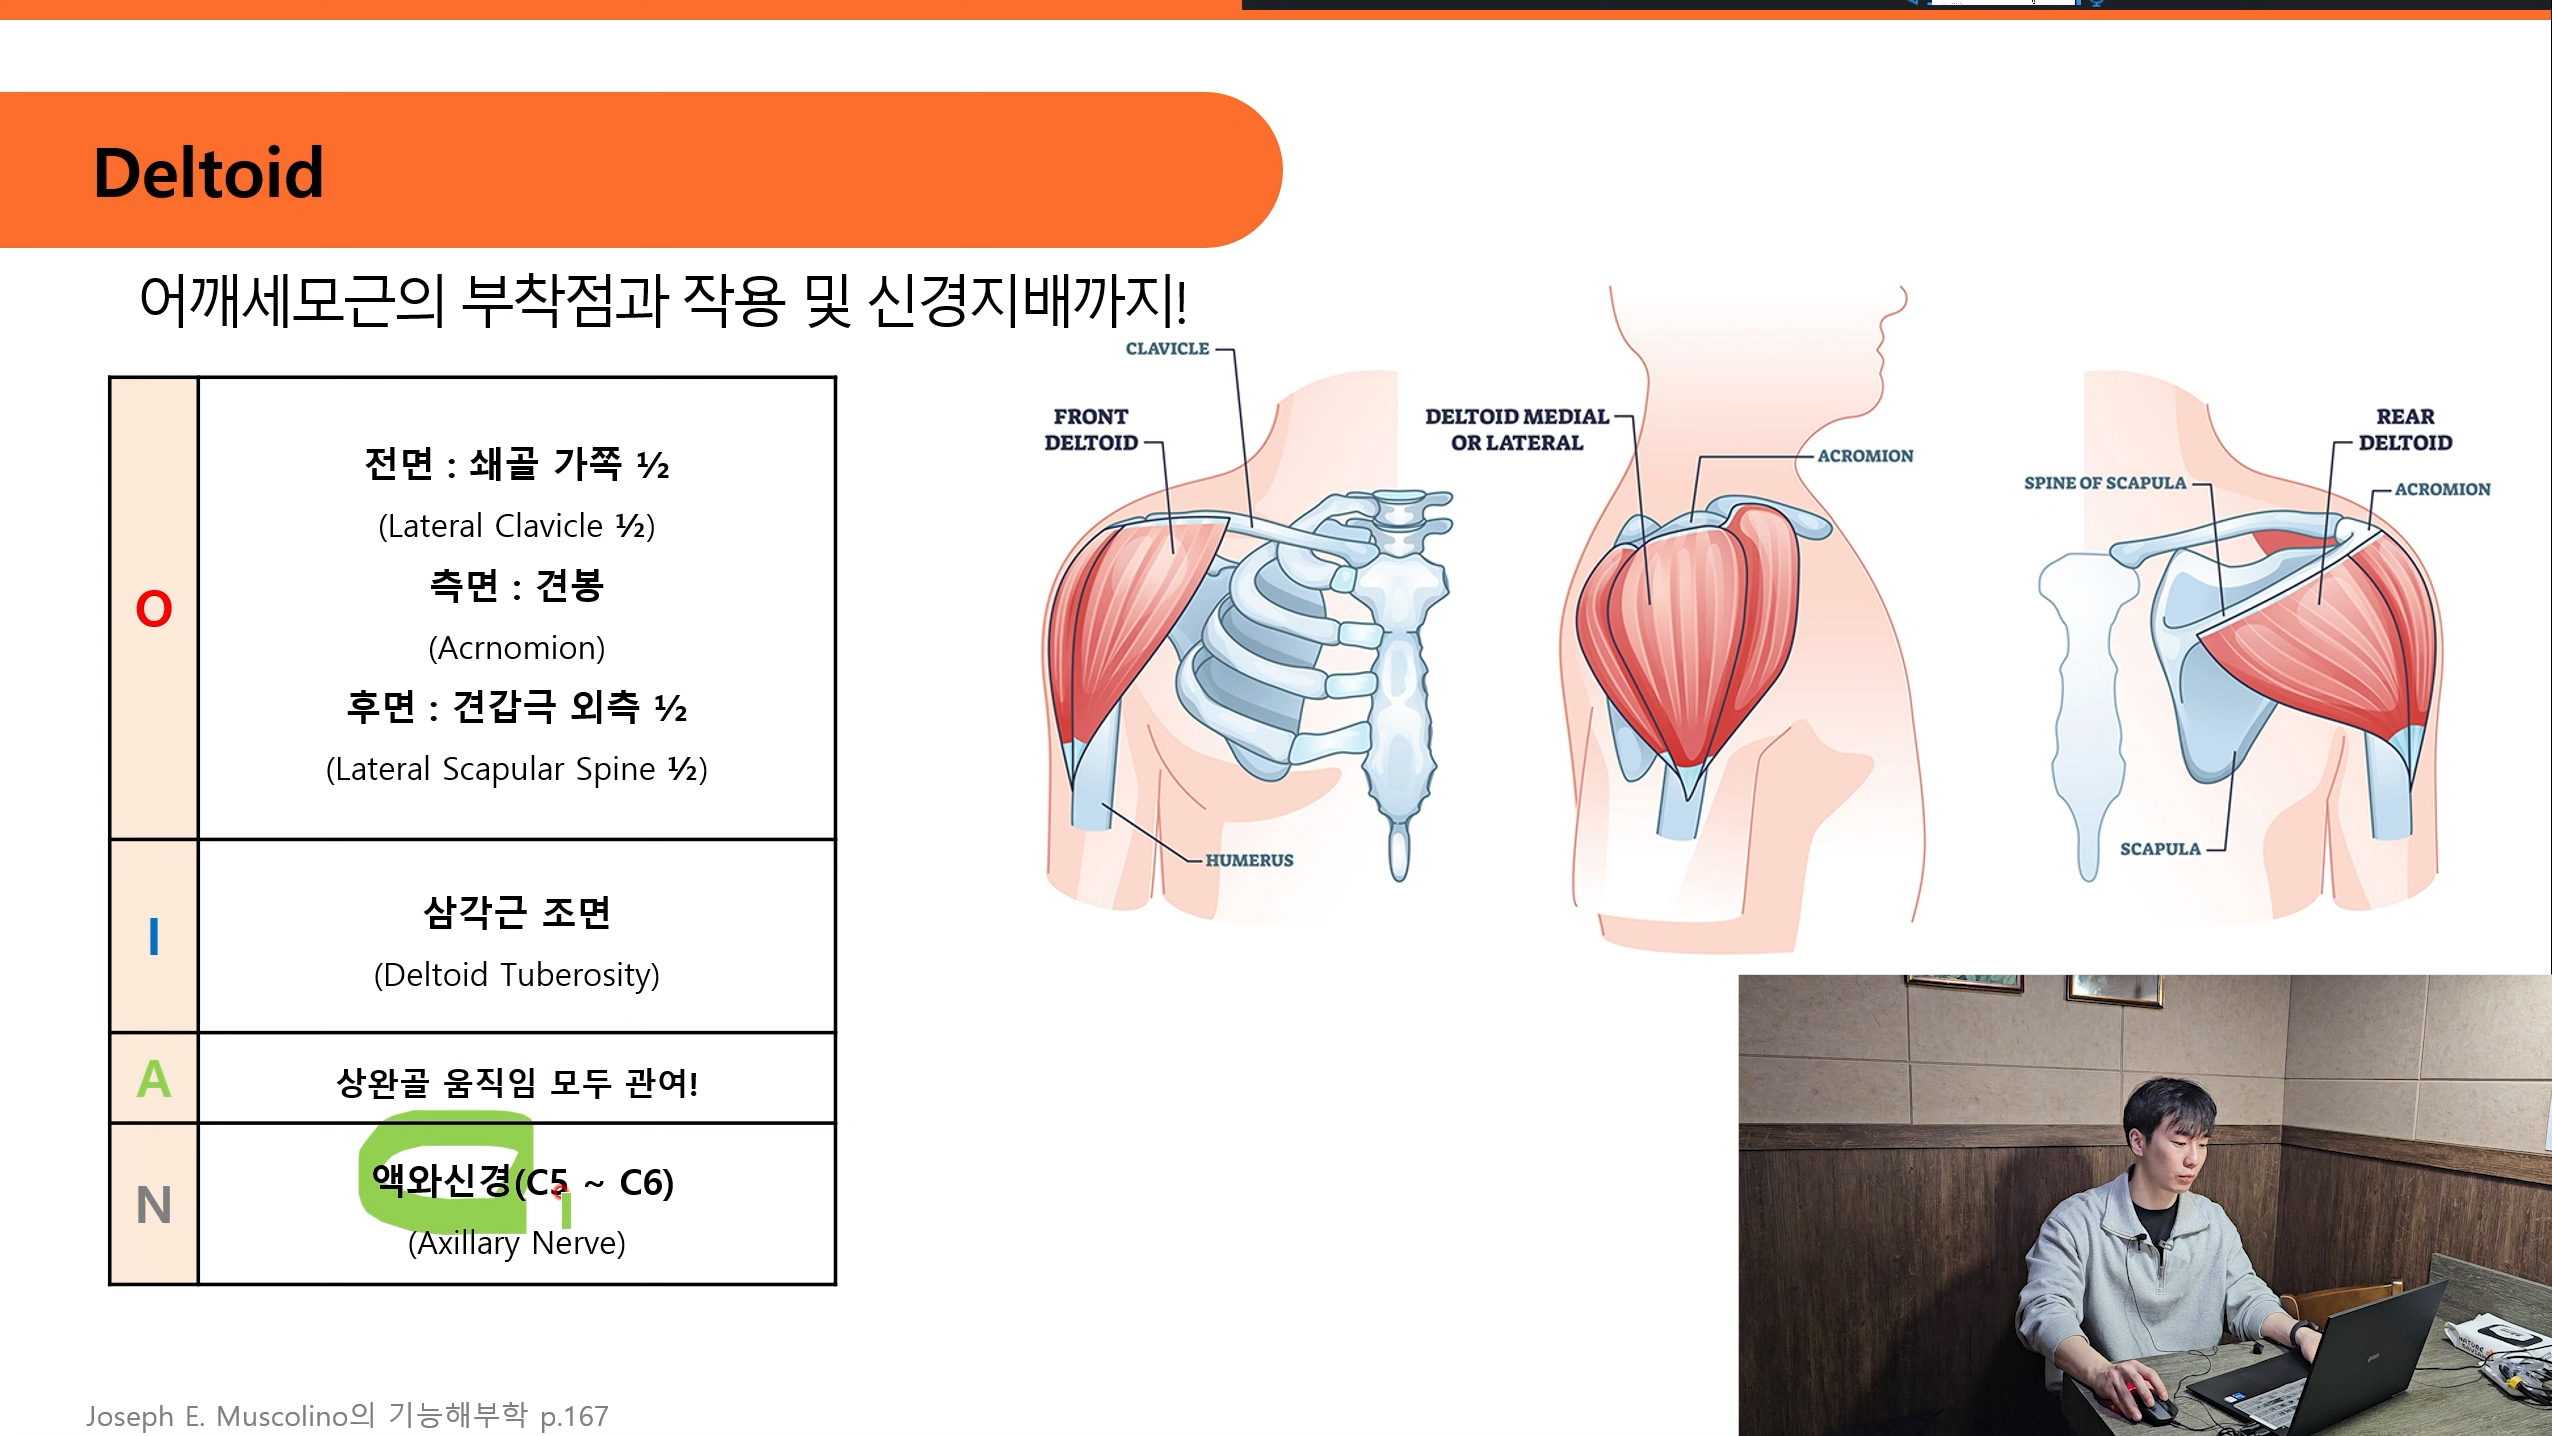 Deltoid
어깨세모근의 부착점과 작용 및 신경지배까지!
O
전면 : 쇄골 가쪽 ½
(Lateral Clavicle ½)
측면 : 견봉
(Acrnomion)
후면 : 견갑극 외측 ½
(Lateral Scapular Spine ½)
I
삼각근 조면
(Deltoid Tuberosity)
A
상완골 움직임 모두 관여!
N
액와신경(C5 ~ C6)
(Axillary Nerve)
CLAVICLE
FRONT
DELTOID
HUMERUS
DELTOID MEDIAL
OR LATERAL
ACROMION
REAR
DELTOID
SPINE OF SCAPULA
ACROMION
SCAPULA
Joseph E. Muscolino의 기능해부학 p.167